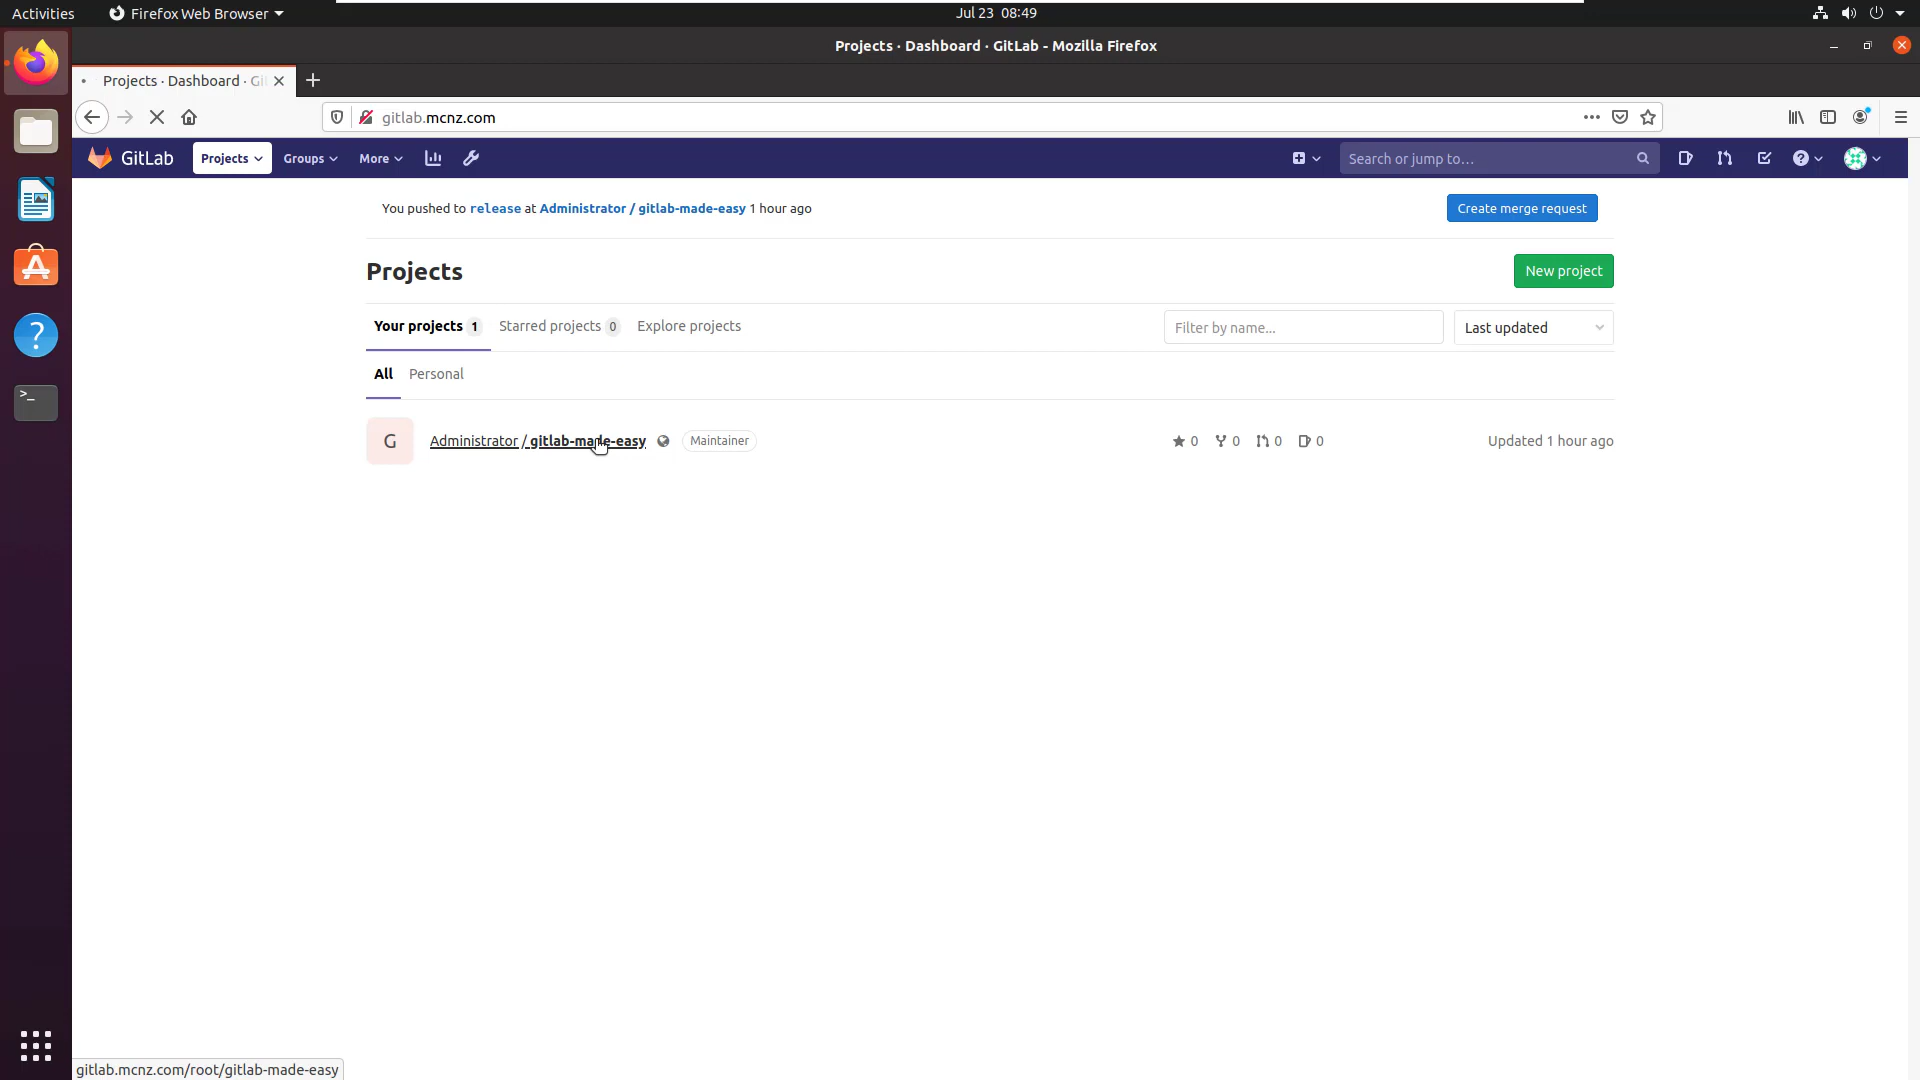 Activities
Firefox Web Browser
Jul 23 08:49
Projects · Dashboard · GitLab - Mozilla Firefox
Projects · Dashboard · Git
gitlab.mcnz.com
GitLab
Projects
Groups
More
Search or jump to…
You pushed to release at Administrator / gitlab-made-easy 1 hour ago
Create merge request
Projects
New project
Your projects 1
Starred projects 0
Explore projects
Filter by name...
Last updated
All
Personal
G
Administrator / gitlab-made-easy
Maintainer
0
0
0
0
Updated 1 hour ago
gitlab.mcnz.com/root/gitlab-made-easy